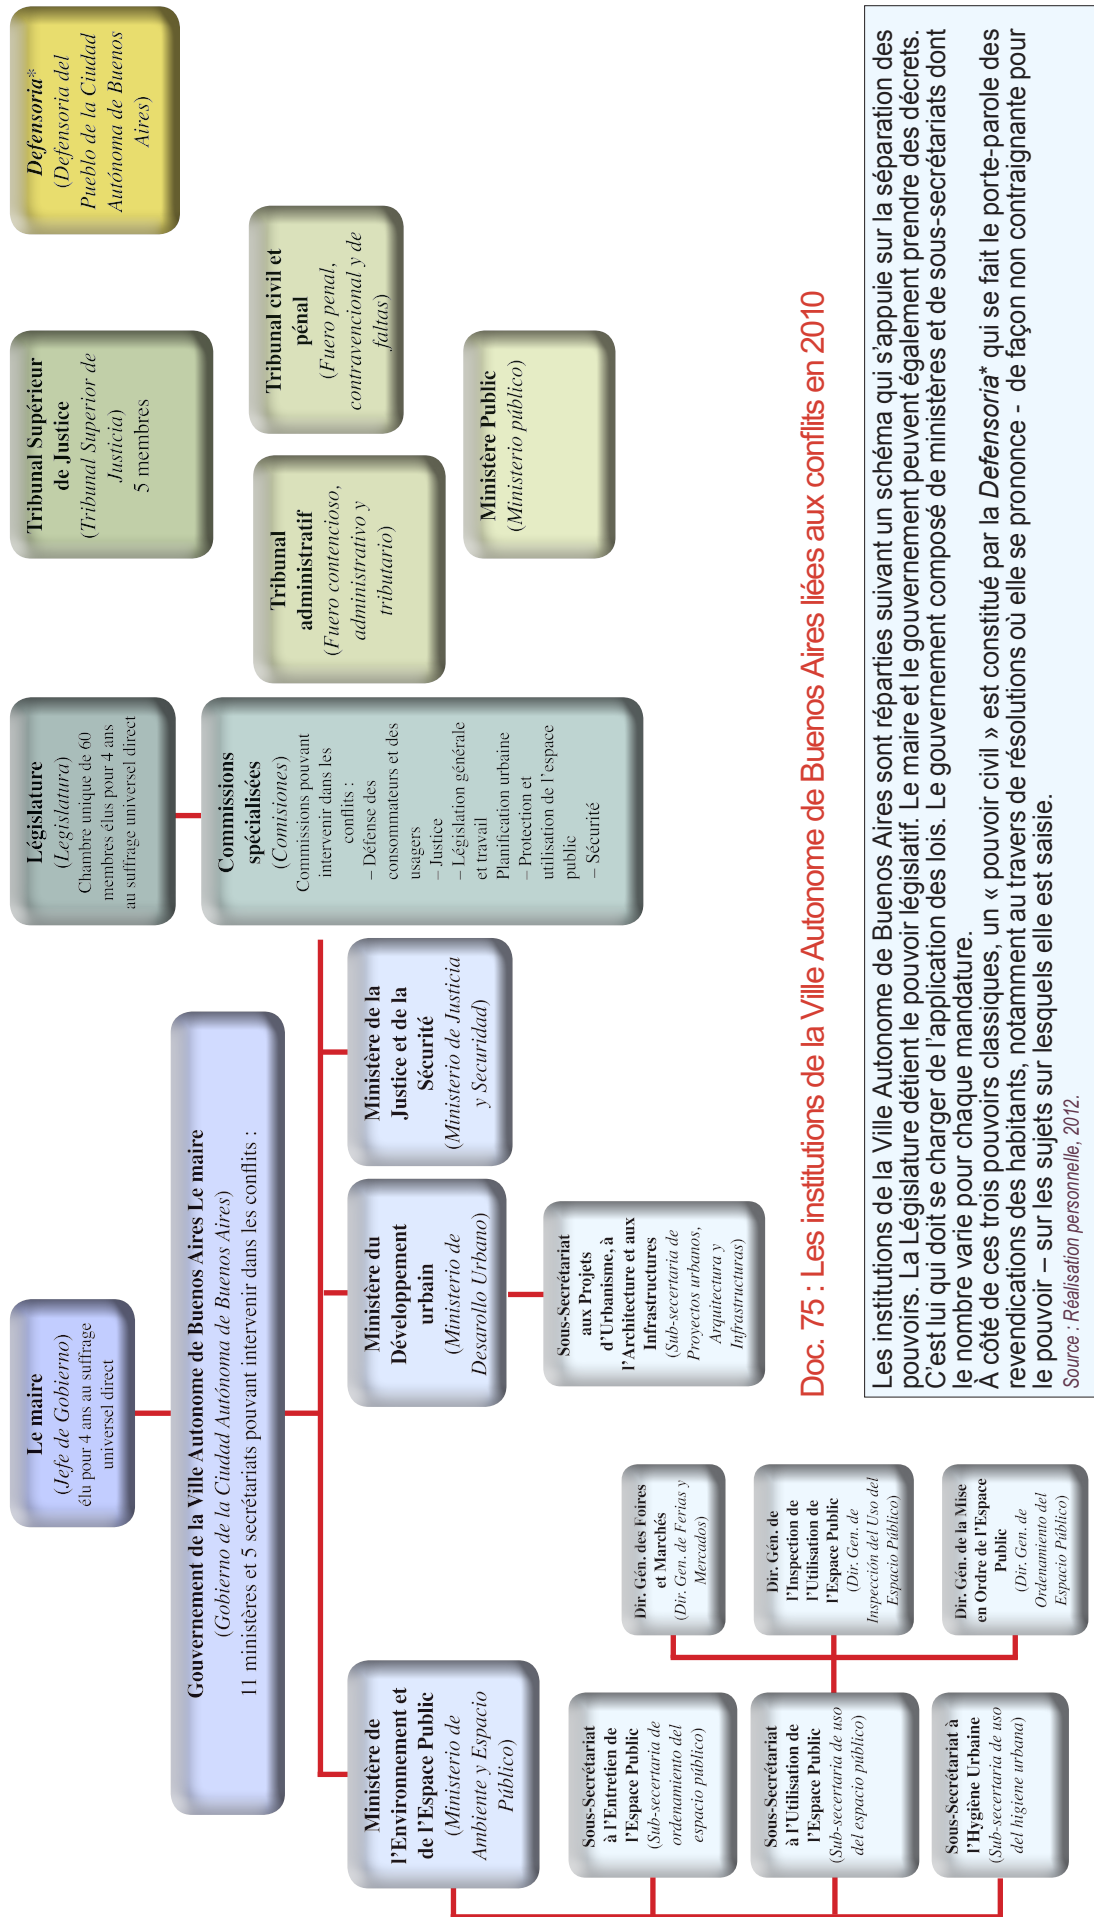 Le maire
(Jefe de Gobierno)
élu pour 4 ans au suffrage
universel direct
Gouvernement de la Ville Autonome de Buenos Aires Le maire
(Gobierno de la Ciudad Autónoma de Buenos Aires)
11 ministères et 5 secrétariats pouvant intervenir dans les conflits :
Ministère de
l'Environnement et
de l'Espace Public
(Ministerio de
Ambiente y Espacio
Público)
Ministère du
Développement
urbain
(Ministerio de
Desarollo Urbano)
Ministère de la
Justice et de la
Sécurité
(Ministerio de Justicia
y Securidad)
Sous-Secrétariat
à l'Entretien de
l'Espace Public
(Sub-secertaria de
ordenamiento del
espacio público)
Sous-Secrétariat
à l'Utilisation de
l'Espace Public
(Sub-secertaria de uso
del espacio público)
Sous-Secrétariat à
l'Hygiène Urbaine
(Sub-secertaria de uso
del higiene urbana)
Dir. Gén. des Foires
et Marchés
(Dir. Gen. de Ferias y
Mercados)
Dir. Gén. de
l'Inspection de
l'Utilisation de
l'Espace Public
(Dir. Gen. de
Inspección del Uso del
Espacio Público)
Dir. Gén. de la Mise
en Ordre de l'Espace
Public
(Dir. Gen. de
Ordenamiento del
Espacio Público)
Sous-Secrétariat
aux Projets
d'Urbanisme, à
l'Architecture et aux
Infrastructures
(Sub-secertaria de
Proyectos urbanos,
Arquitectura y
Infrastructuras)
Législature
(Legislatura)
Chambre unique de 60
membres élus pour 4 ans
au suffrage universel direct
Commissions
spécialisées
(Comisiones)
Commissions pouvant
intervenir dans les
conflits :
– Défense des
consommateurs et des
usagers
– Justice
– Législation générale
et travail
Planification urbaine
– Protection et
utilisation de l'espace
public
– Sécurité
Tribunal Supérieur
de Justice
(Tribunal Superior de
Justicia)
5 membres
Tribunal
administratif
(Fuero contencioso,
administrativo y
tributario)
Tribunal civil et
pénal
(Fuero penal,
contravencional y de
faltas)
Ministère Public
(Ministerio público)
Defensoria*
(Defensoria del
Pueblo de la Ciudad
Autónoma de Buenos
Aires)
Doc. 75 : Les institutions de la Ville Autonome de Buenos Aires liées aux conflits en 2010
Les institutions de la Ville Autonome de Buenos Aires sont réparties suivant un schéma qui s'appuie sur la séparation des
pouvoirs. La Législature détient le pouvoir législatif. Le maire et le gouvernement peuvent également prendre des décrets.
C'est lui qui doit se charger de l'application des lois. Le gouvernement composé de ministères et de sous-secrétariats dont
le nombre varie pour chaque mandature.
À côté de ces trois pouvoirs classiques, un « pouvoir civil » est constitué par la Defensoria* qui se fait le porte-parole des
revendications des habitants, notamment au travers de résolutions où elle se prononce - de façon non contraignante pour
le pouvoir – sur les sujets sur lesquels elle est saisie.
Source : Réalisation personnelle, 2012.